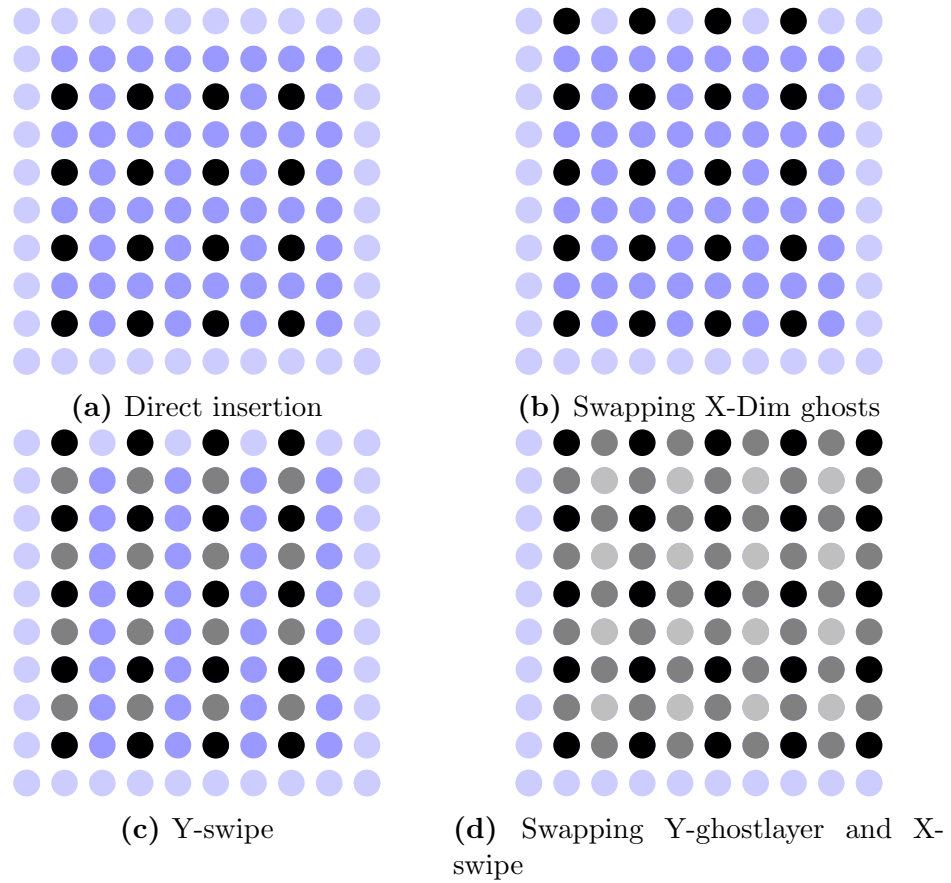 (a) Direct insertion
(b) Swapping X-Dim ghosts
(c) Y-swipe
(d) Swapping Y-ghostlayer and X-
swipe